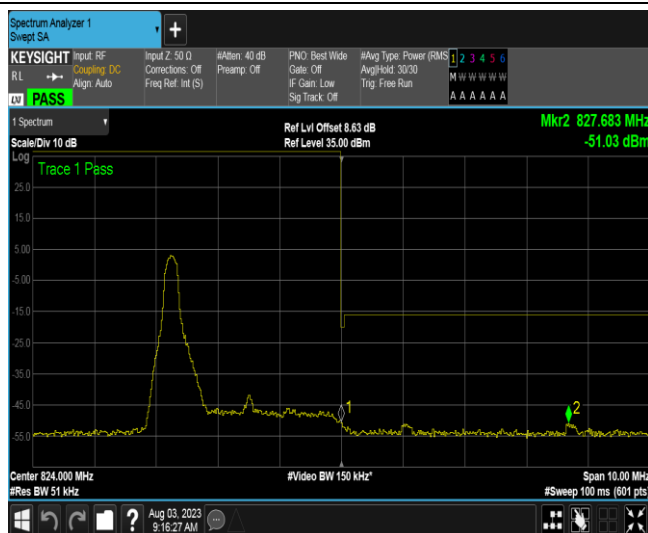 Spectrum Analyzer 1
Swept SA
+
KEYSIGHT
RL
LXI PASS
Input: RF
Coupling: DC
Align: Auto
Input Z: 50 Ω
Corrections: Off
Freq Ref: Int (S)
#Atten: 40 dB
Preamp: Off
PNO: Best Wide
Gate: Off
IF Gain: Low
Sig Track: Off
#Avg Type: Power (RMS
Avg|Hold: 30/30
Trig: Free Run
1 2 3 4 5 6
M W W W W W
A A A A A A
1 Spectrum
Scale/Div 10 dB
Ref Lvl Offset 8.63 dB
Ref Level 35.00 dBm
Mkr2 827.683 MHz
-51.03 dBm
Log
Trace 1 Pass
25.0
15.0
5.00
-5.00
-15.0
-25.0
-35.0
-45.0
-55.0
1
2
Center 824.000 MHz
#Res BW 51 kHz
#Video BW 150 kHz*
Span 10.00 MHz
#Sweep 100 ms (601 pts)
?
Aug 03, 2023
9:16:27 AM